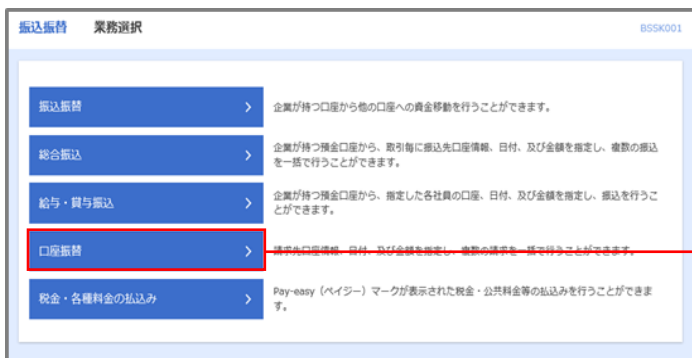 振込振替 業務選択 BSSK001
振込振替 企業が持つ口座から他の口座への資金移動を行うことができます。
総合振込 企業が持つ預金口座から、取引毎に振込先口座情報、日付、及び金額を指定し、複数の振込
を一括で行うことができます。
給与・賞与振込 企業が持つ預金口座から、指定した各社員の口座、日付、及び金額を指定し、振込を行うこ
とができます。
口座振替 請求先口座情報、日付、及び金額を指定し、複数の請求を一括で行うことができます。
税金・各種料金の払込み Pay-easy（ペイジー）マークが表示された税金・公共料金等の払込みを行うことができま
す。